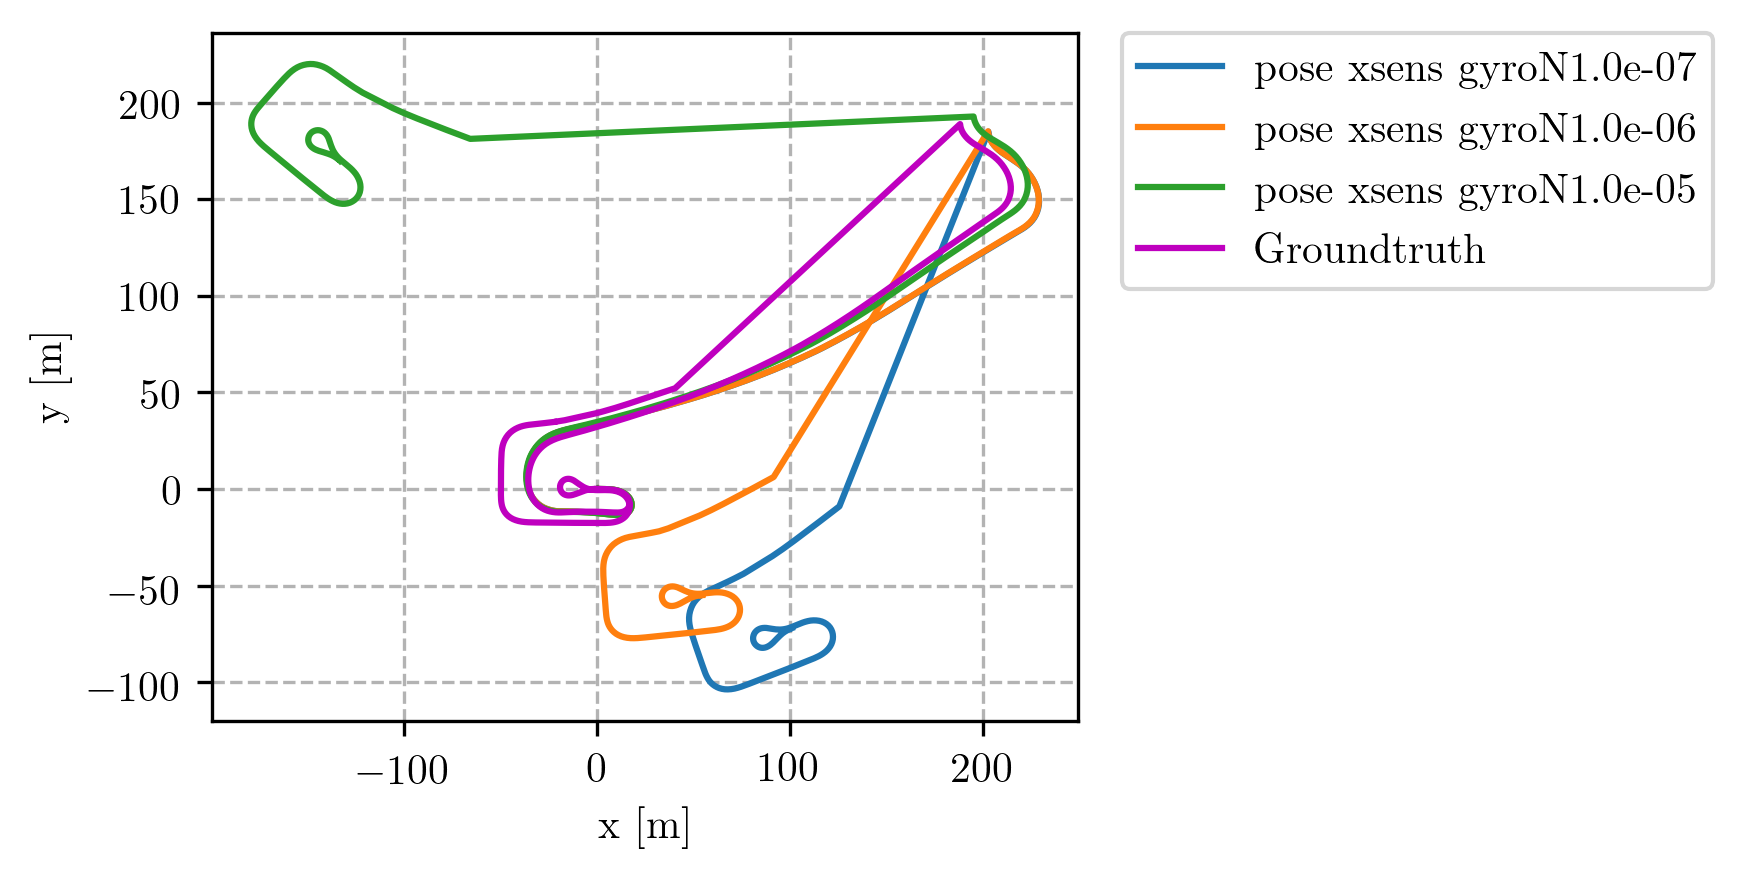 pose xsens gyroN1.0e-07
pose xsens gyroN1.0e-06
pose xsens gyroN1.0e-05
Groundtruth
200
150
100
50
0
−50
−100
y [m]
−100 0 100 200
x [m]